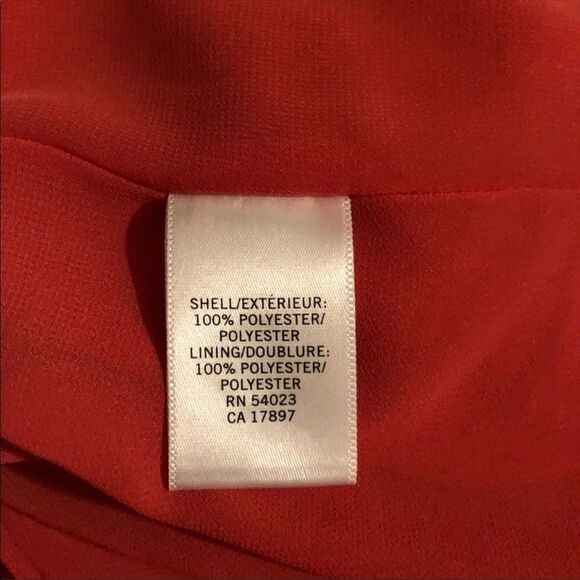 SHELL/EXTÉRIEUR:
100% POLYESTER/
POLYESTER
LINING/DOUBLURE:
100% POLYESTER/
POLYESTER
RN 54023
CA 17897